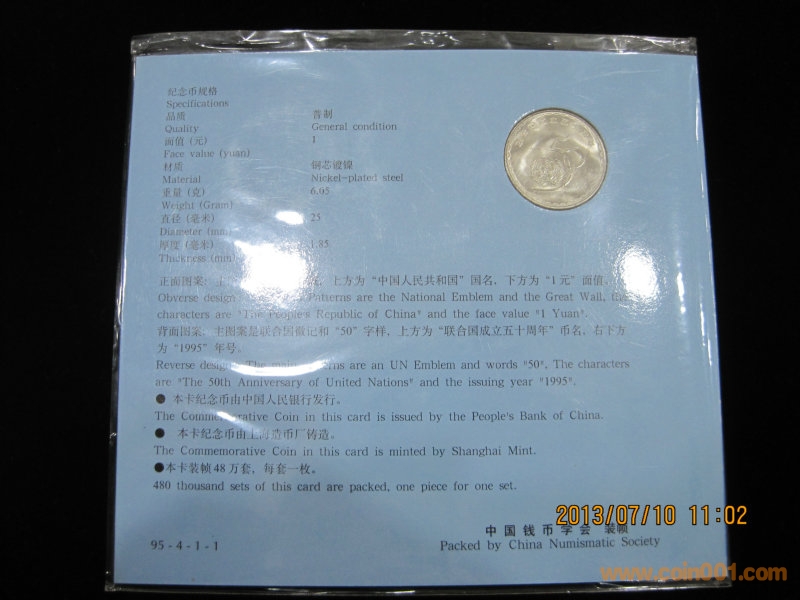 纪念币规格
Specifications
品质 普制
Quality General condition
面值 (元) 1
Face value (yuan)
材质 钢芯镀镍
Material Nickel-plated steel
重量 (克) 6.05
Weight (Gram)
直径 (毫米) 25
Diameter (mm)
厚度 (毫米) 1.85
Thickness (mm)
正面图案：主 上方为“中国人民共和国”国名，下方为“1元”面值
Obverse design: patterns are the National Emblem and the Great Wall, the
characters are "The People's Republic of China" and the face value "1 Yuan".
背面图案：主图案是联合国徽记和“50”字样，上方为“联合国成立五十周年”币名，右下方
为“1995”年号。
Reverse design: The main patterns are an UN Emblem and words "50". The characters
are "The 50th Anniversary of United Nations" and the issuing year "1995".
● 本卡纪念币由中国人民银行发行。
The Commemorative Coin in this card is issued by the People's Bank of China.
● 本卡纪念币由上海造币厂铸造。
The Commemorative Coin in this card is minted by Shanghai Mint.
●本卡装帧48万套，每套一枚。
480 thousand sets of this card are packed, one piece for one set.
2013/07/10 11:02
中国钱币学会 装帧
95-4-1-1 Packed by China Numismatic Society
www.coin001.com